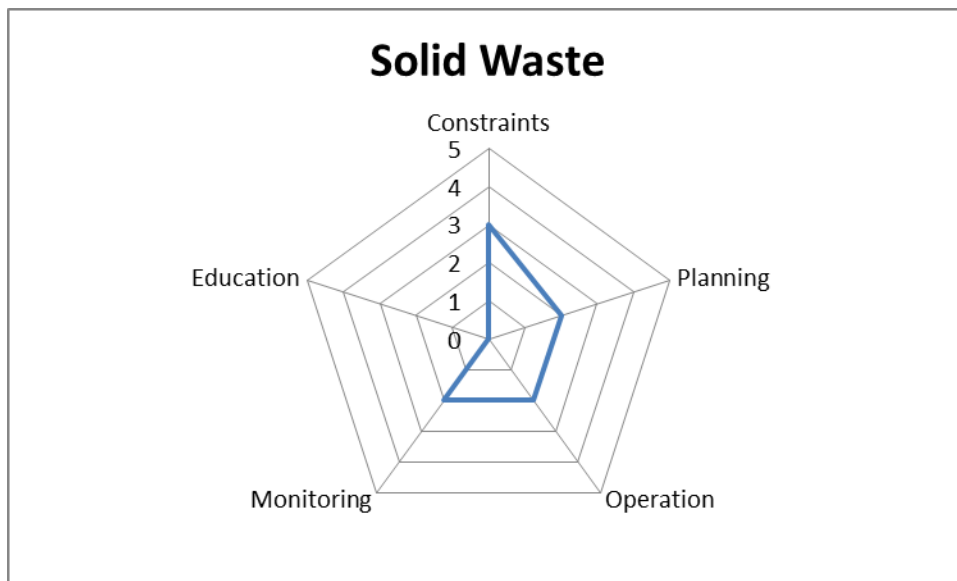 Solid Waste
Constraints
5
4
3
2
1
0
Planning
Education
Monitoring
Operation